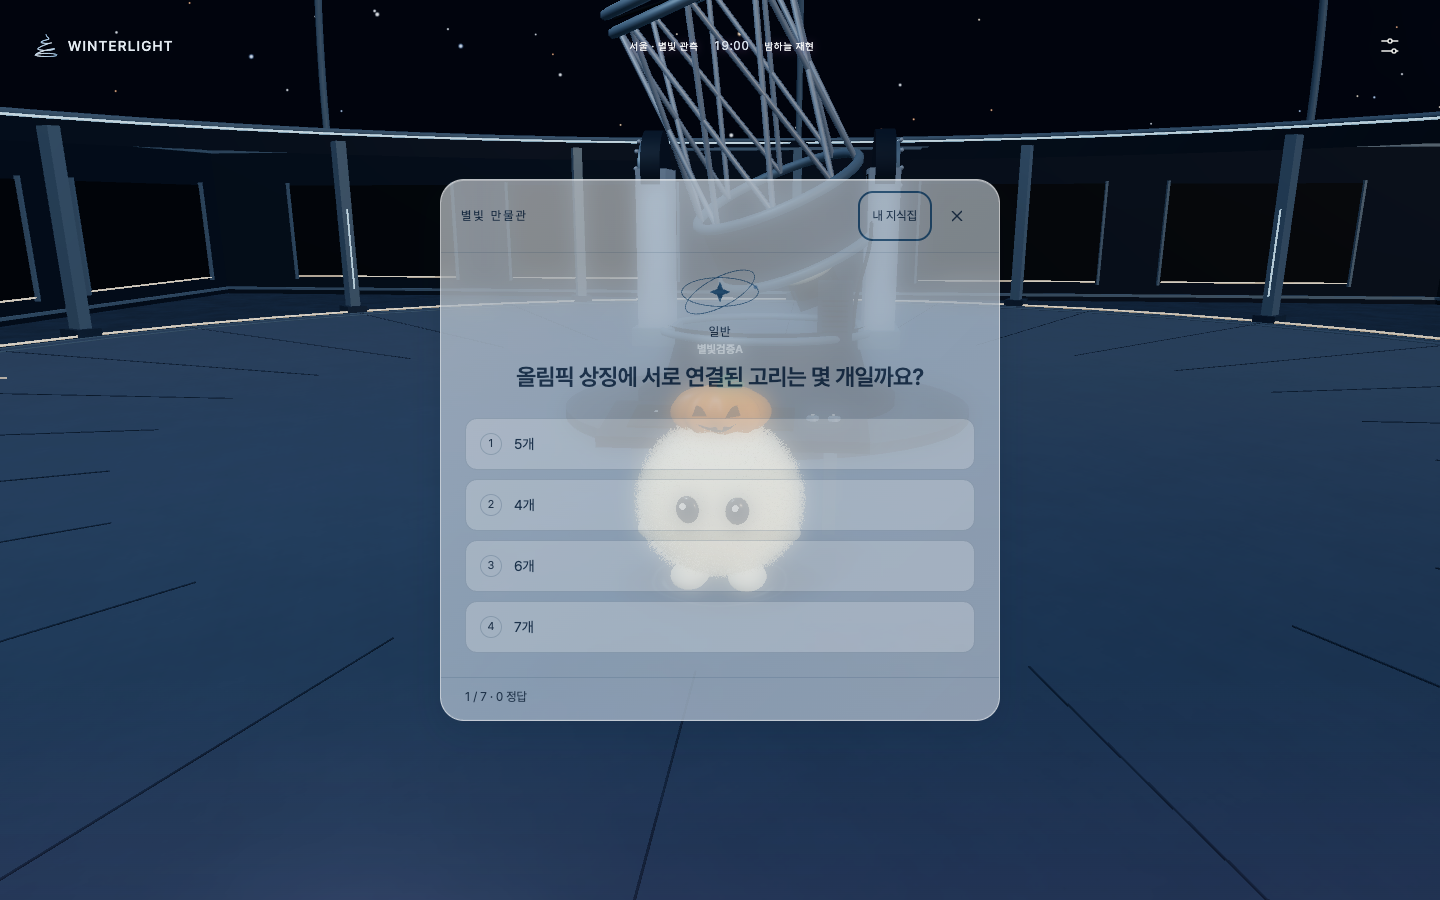 WINTERLIGHT
서울 · 별빛 관측 19:00 밤하늘 재현
별빛 만물관
내 지식집
일반
별빛검증A
올림픽 상징에 서로 연결된 고리는 몇 개일까요?
1 5개
2 4개
3 6개
4 7개
1 / 7 · 0 정답